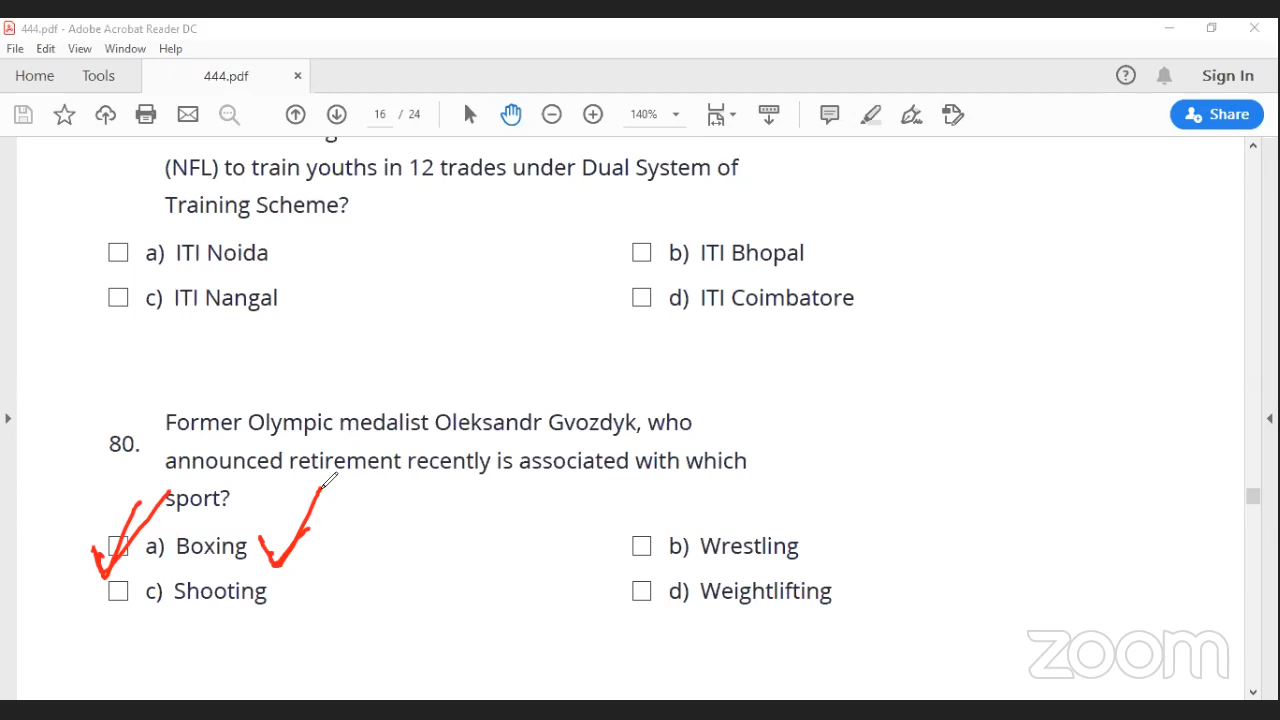 444.pdf - Adobe Acrobat Reader DC
File Edit View Window Help
Home Tools 444.pdf × Sign In
16 / 24 140% Share
(NFL) to train youths in 12 trades under Dual System of
Training Scheme?
a) ITI Noida b) ITI Bhopal
c) ITI Nangal d) ITI Coimbatore
Former Olympic medalist Oleksandr Gvozdyk, who
80.
announced retirement recently is associated with which
sport?
a) Boxing b) Wrestling
c) Shooting d) Weightlifting
zoom